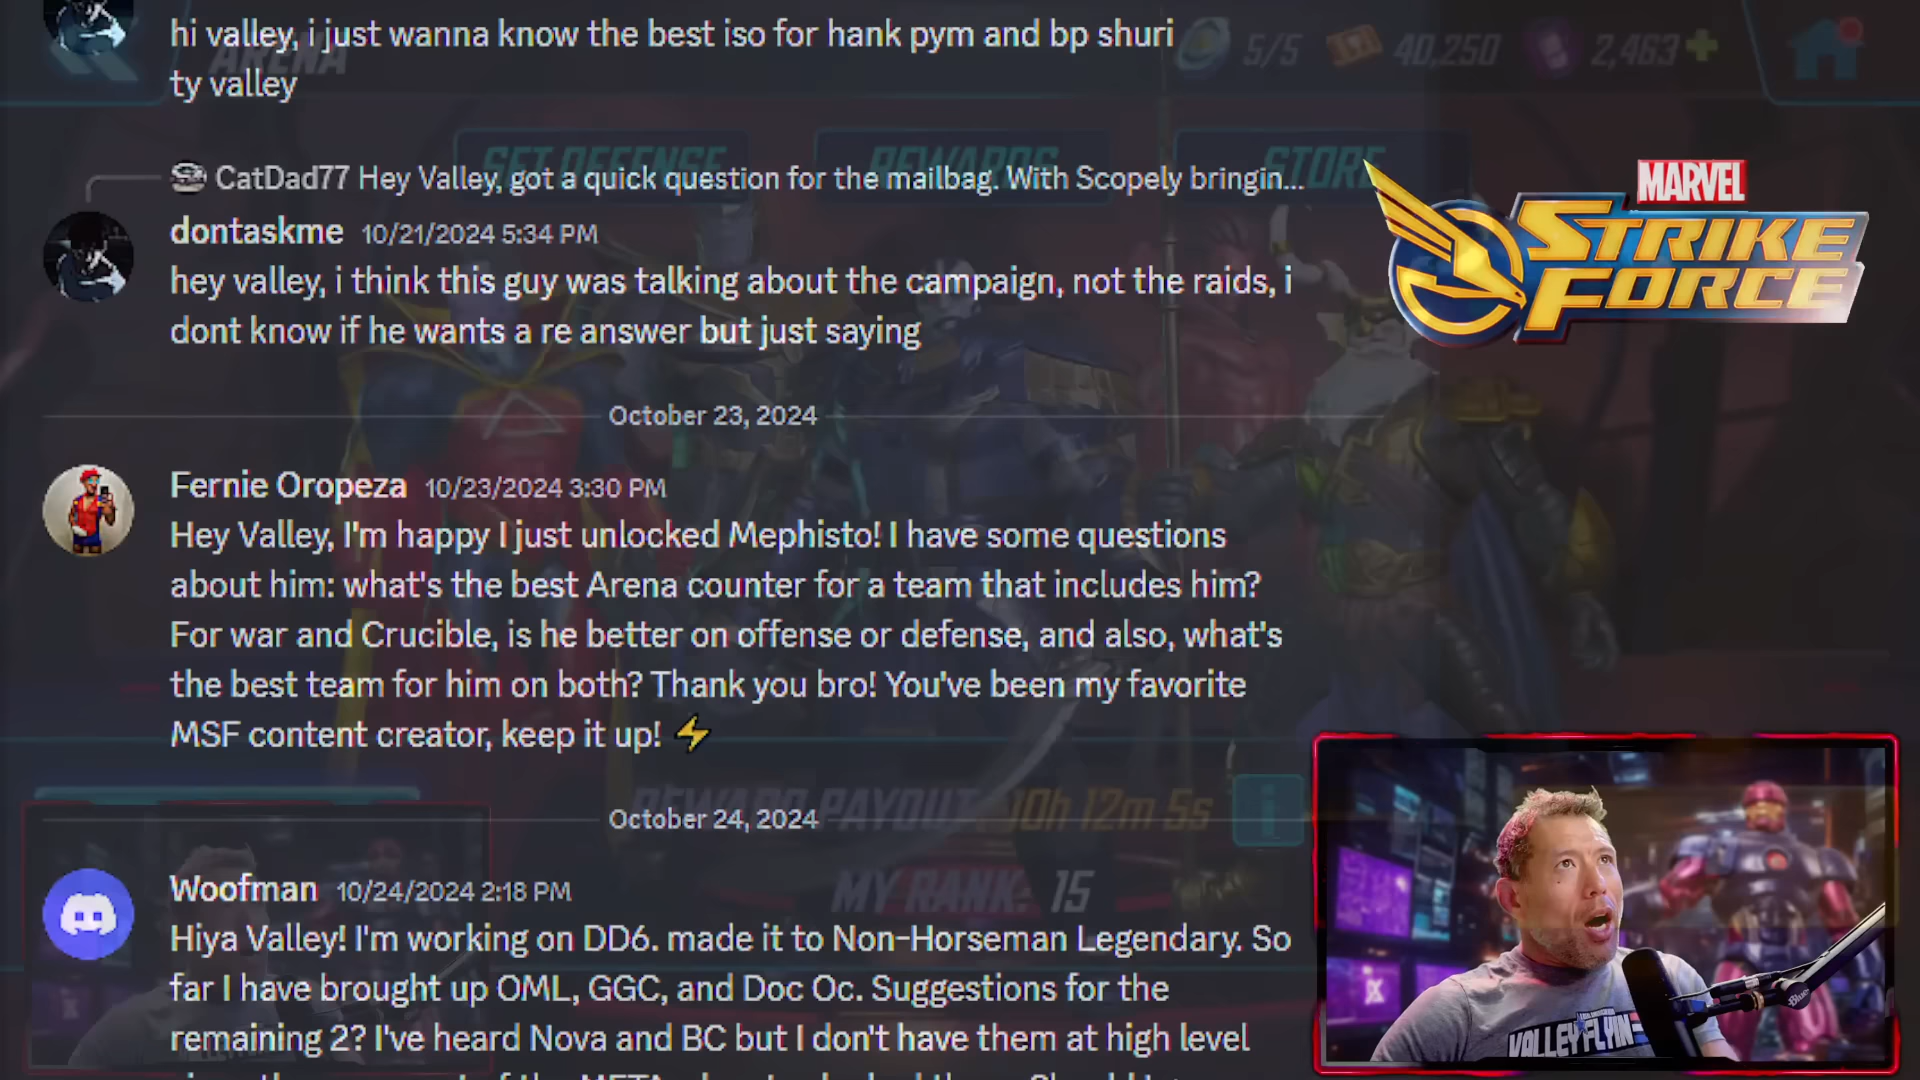 hi valley, i just wanna know the best iso for hank pym and bp shuri
ty valley
ARENA
5/5
40,250
2,463
SET DEFENSE
REWARDS
STORE
CatDad77 Hey Valley, got a quick question for the mailbag. With Scopely bringin...
dontaskme 10/21/2024 5:34 PM
hey valley, i think this guy was talking about the campaign, not the raids, i
dont know if he wants a re answer but just saying
MARVEL
STRIKE
FORCE
October 23, 2024
Fernie Oropeza 10/23/2024 3:30 PM
Hey Valley, I'm happy I just unlocked Mephisto! I have some questions
about him: what's the best Arena counter for a team that includes him?
For war and Crucible, is he better on offense or defense, and also, what's
the best team for him on both? Thank you bro! You've been my favorite
MSF content creator, keep it up! ⚡
REWARD PAYOUT: 10h 12m 5s
October 24, 2024
MY RANK: 15
Woofman 10/24/2024 2:18 PM
Hiya Valley! I'm working on DD6. made it to Non-Horseman Legendary. So
far I have brought up OML, GGC, and Doc Oc. Suggestions for the
remaining 2? I've heard Nova and BC but I don't have them at high level
VALLEYFLYIN